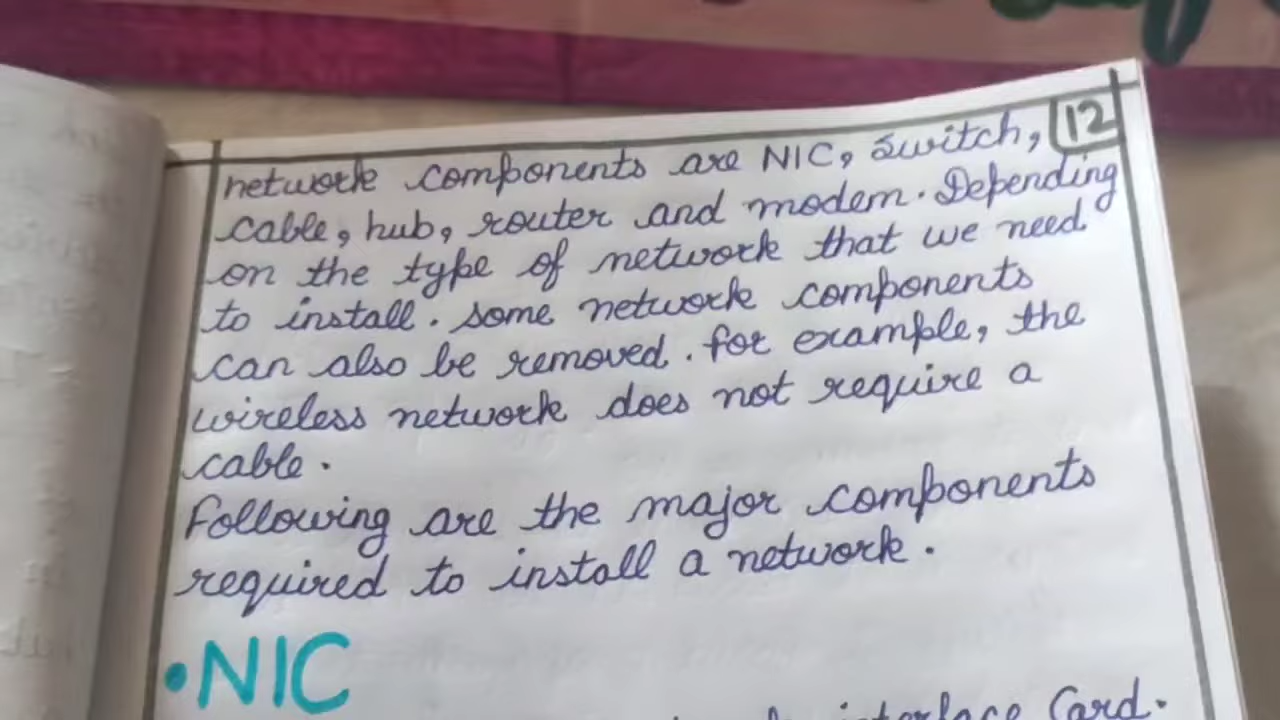 12
network components are NIC, Switch,
cable, hub, router and modem. Depending
on the type of network that we need
to install. some network components
can also be removed. for example, the
wireless network does not require a
cable.
Following are the major components
required to install a network.
•NIC
interface Card.